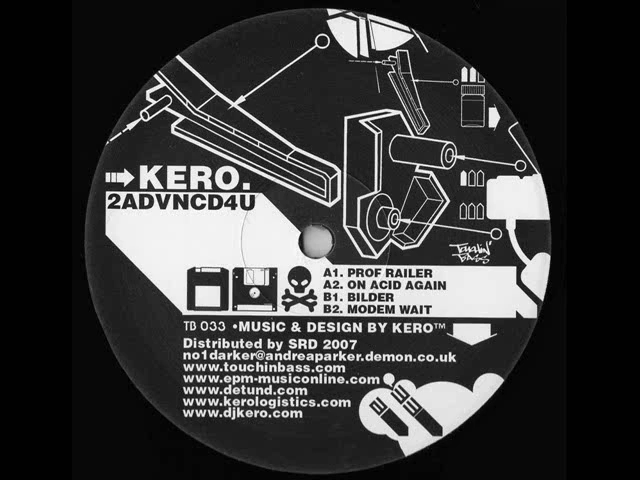 KERO.
2ADVNCD4U
Touchin'
Bass
A1. PROF RAILER
A2. ON ACID AGAIN
B1. BILDER
B2. MODEM WAIT
TB 033 •MUSIC & DESIGN BY KERO™
Distributed by SRD 2007
no1darker@andreaparker.demon.co.uk
www.touchinbass.com
www.epm-musiconline.com
www.detund.com
www.kerologistics.com
www.djkero.com